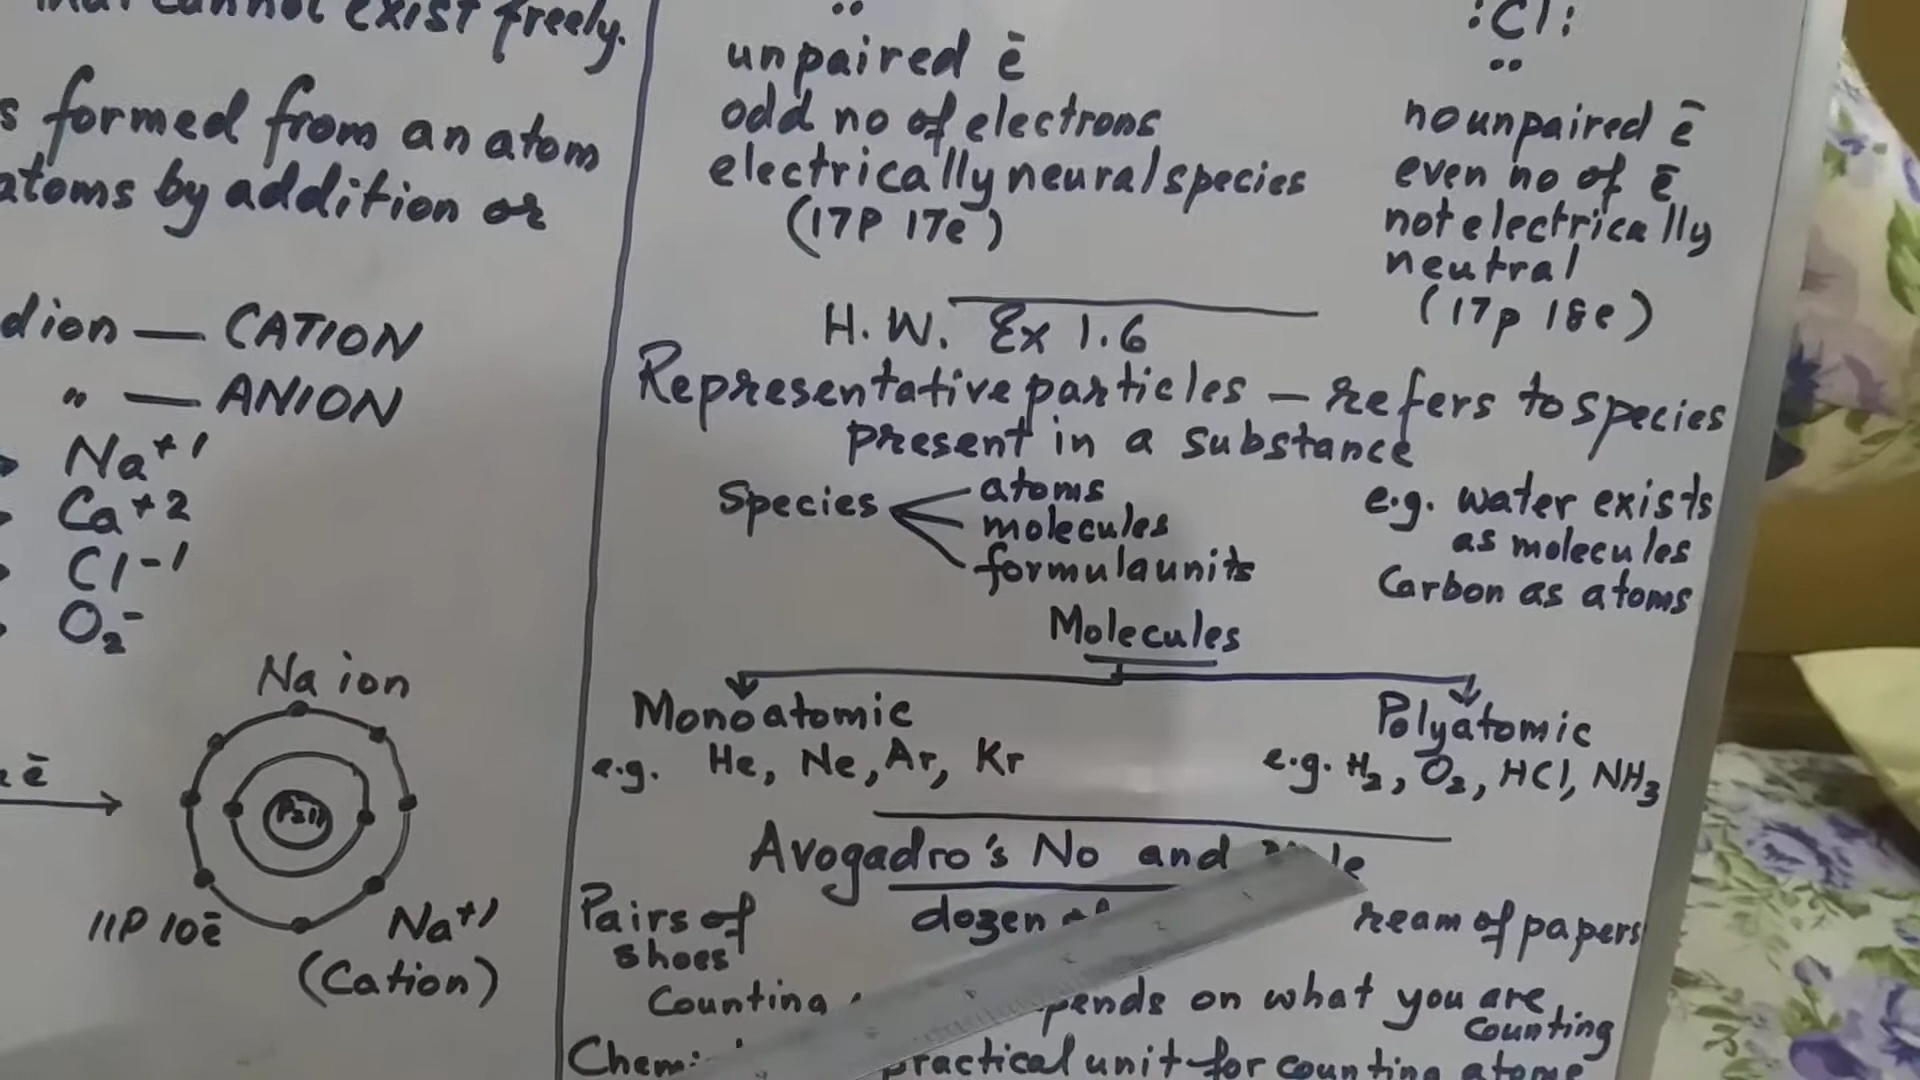 that cannot exist freely.
s formed from an atom
atoms by addition or
dion — CATION
" — ANION
Na+1
Ca+2
Cl-1
O2-
Na ion
ē
P=11
11P 10ē
Na+1
(Cation)
unpaired ē
odd no of electrons
electrically neural species
(17P 17e)
:Cl:
no unpaired ē
even no of ē
not electrically
neutral
(17p 18e)
H.W. Ex 1.6
Representative particles — refers to species
present in a substance
Species
atoms
molecules
formula units
e.g. water exists
as molecules
Carbon as atoms
Molecules
Monoatomic
e.g. He, Ne, Ar, Kr
Polyatomic
e.g. H2, O2, HCl, NH3
Avogadro's No and
Pairs of
shoes
dozen
ream of papers
Counting
pends on what you are
counting
Chemi
practical unit for counting atoms